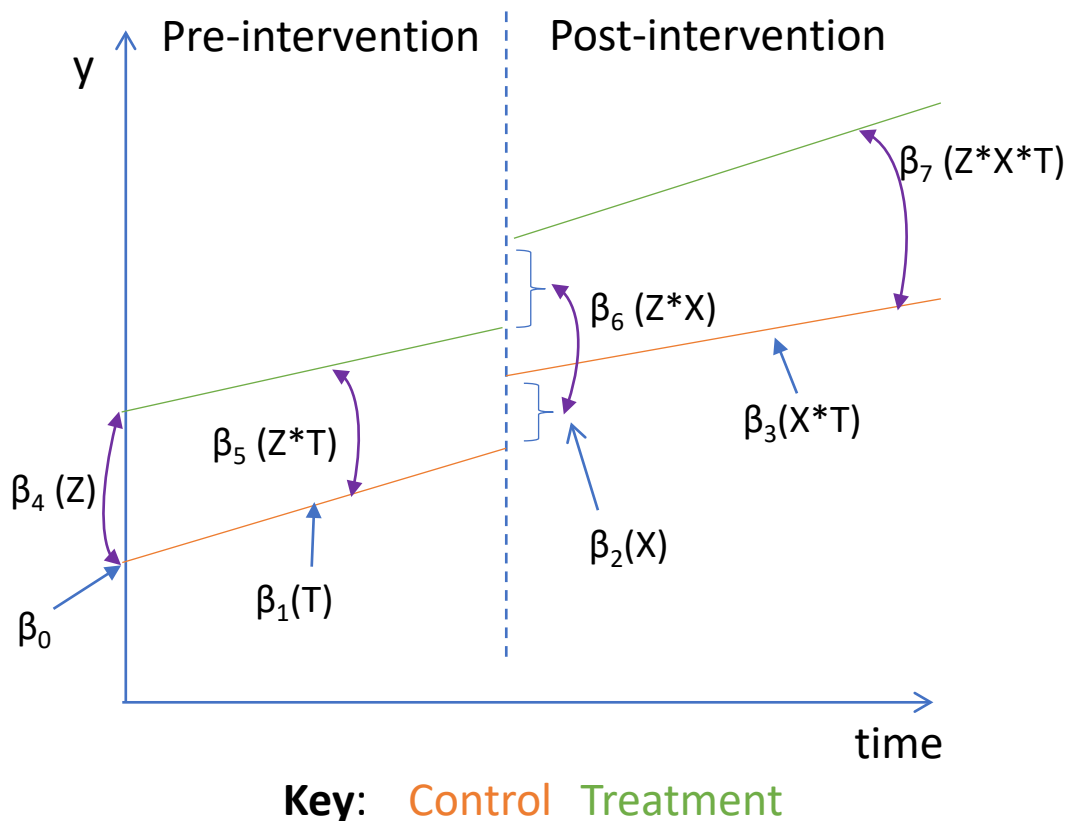 Pre-intervention
Post-intervention
y
β₇ (Z*X*T)
β₆ (Z*X)
β₃(X*T)
β₅ (Z*T)
β₄ (Z)
β₂(X)
β₁(T)
β₀
time
Key: Control Treatment